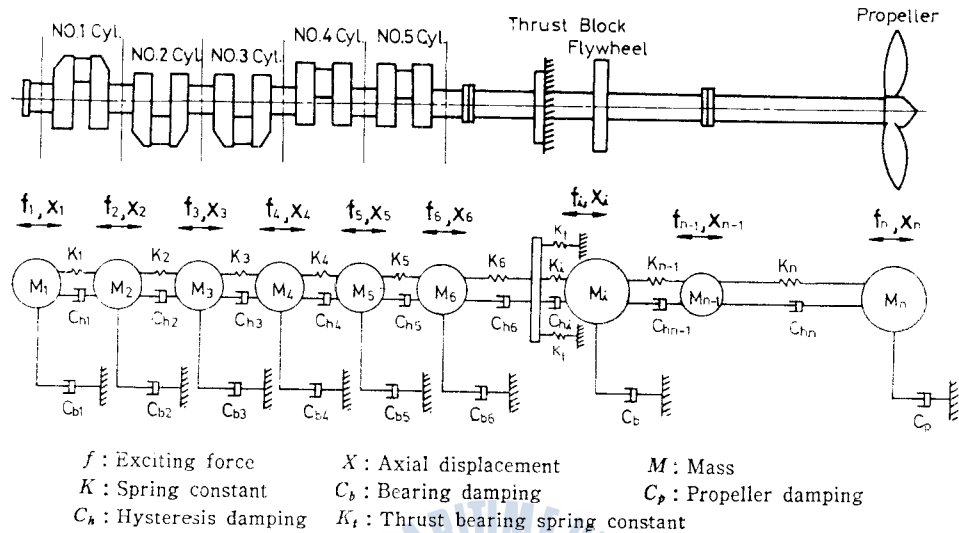 Propeller
Thrust Block
Flywheel
NO.1 Cyl. NO.2 Cyl. NO.3 Cyl. NO.4 Cyl. NO.5 Cyl.
f1, x1 f2, x2 f3, x3 f4, x4 f5, x5 f6, x6 fi, xi fn-1, xn-1 fn, xn
K1 K2 K3 K4 K5 K6 Kt Ki Kn-1 Kn
M1 M2 M3 M4 M5 M6 Mi Mn-1 Mn
Ch1 Ch2 Ch3 Ch4 Ch5 Ch6 Chi Chn-1 Chn
Kt
Cb1 Cb2 Cb3 Cb4 Cb5 Cb6 Cb Cp
f : Exciting force X : Axial displacement M : Mass
K : Spring constant Cb : Bearing damping Cp : Propeller damping
Ch : Hysteresis damping Kt : Thrust bearing spring constant